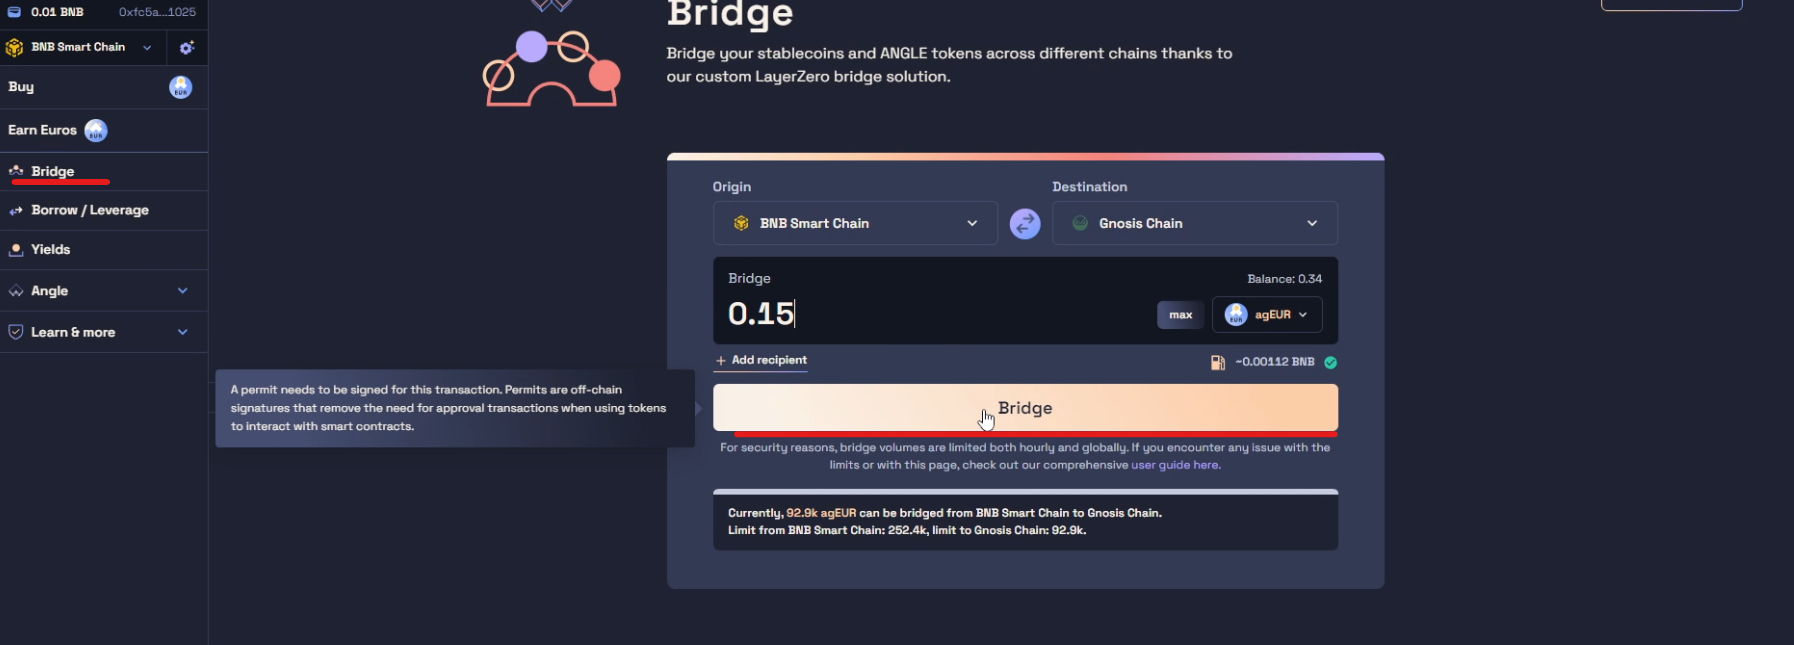 0.01 BNB 0xfc5a...1025
BNB Smart Chain
Buy
EUR
Earn Euros
EUR
Bridge
Borrow / Leverage
Yields
Angle
Learn & more
Bridge
Bridge your stablecoins and ANGLE tokens across different chains thanks to
our custom LayerZero bridge solution.
Origin
Destination
BNB Smart Chain
Gnosis Chain
Bridge
Balance: 0.34
0.15
max
EUR
agEUR
+ Add recipient
~0.00112 BNB
A permit needs to be signed for this transaction. Permits are off-chain
signatures that remove the need for approval transactions when using tokens
to interact with smart contracts.
Bridge
For security reasons, bridge volumes are limited both hourly and globally. If you encounter any issue with the
limits or with this page, check out our comprehensive user guide here.
Currently, 92.9k agEUR can be bridged from BNB Smart Chain to Gnosis Chain.
Limit from BNB Smart Chain: 252.4k, limit to Gnosis Chain: 92.9k.